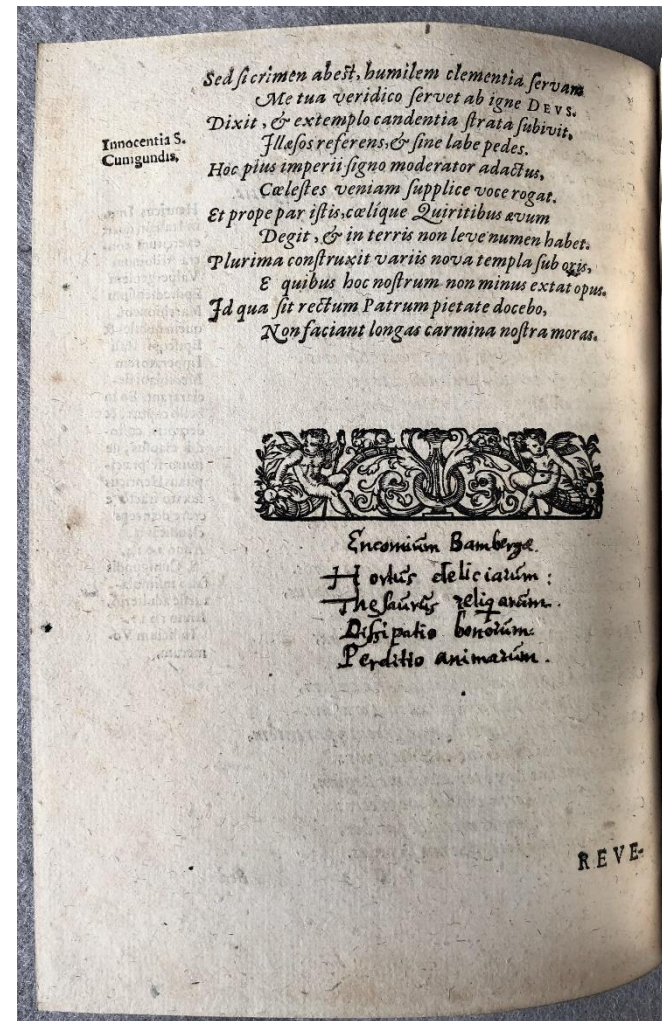 Sed si crimen abest, humilem clementia servam
Me tua veridico servet ab igne DEVS.
Dixit, & extemplo candentia strata subivit,
Illæsos referens, & sine labe pedes.
Innocentia S.
Cunigundis,
Hoc pius imperii signo moderator adactus,
Cælestes veniam supplice voce rogat.
Et prope par istis, cælíque Quiritibus ævum
Degit, & in terris non leve numen habet.
Plurima construxit variis nova templa sub oris,
E quibus hoc nostrum non minus extat opus.
Id qua sit rectum Patrum pietate docebo,
Non faciant longas carmina nostra moras.
Encomium Bambergæ.
Hortus deliciarum:
Thesaurus reliqarum.
Dissipatio bonorum.
Perditio animarum.
REVE-